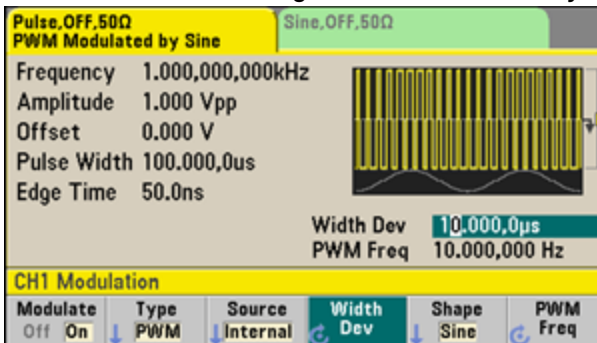 Pulse,OFF,50Ω
PWM Modulated by Sine
Sine,OFF,50Ω
Frequency 1.000,000,000kHz
Amplitude 1.000 Vpp
Offset 0.000 V
Pulse Width 100.000,0us
Edge Time 50.0ns
Width Dev 10.000,0µs
PWM Freq 10.000,000 Hz
CH1 Modulation
Modulate Type Source Width Shape PWM
Off On PWM Internal Dev Sine Freq